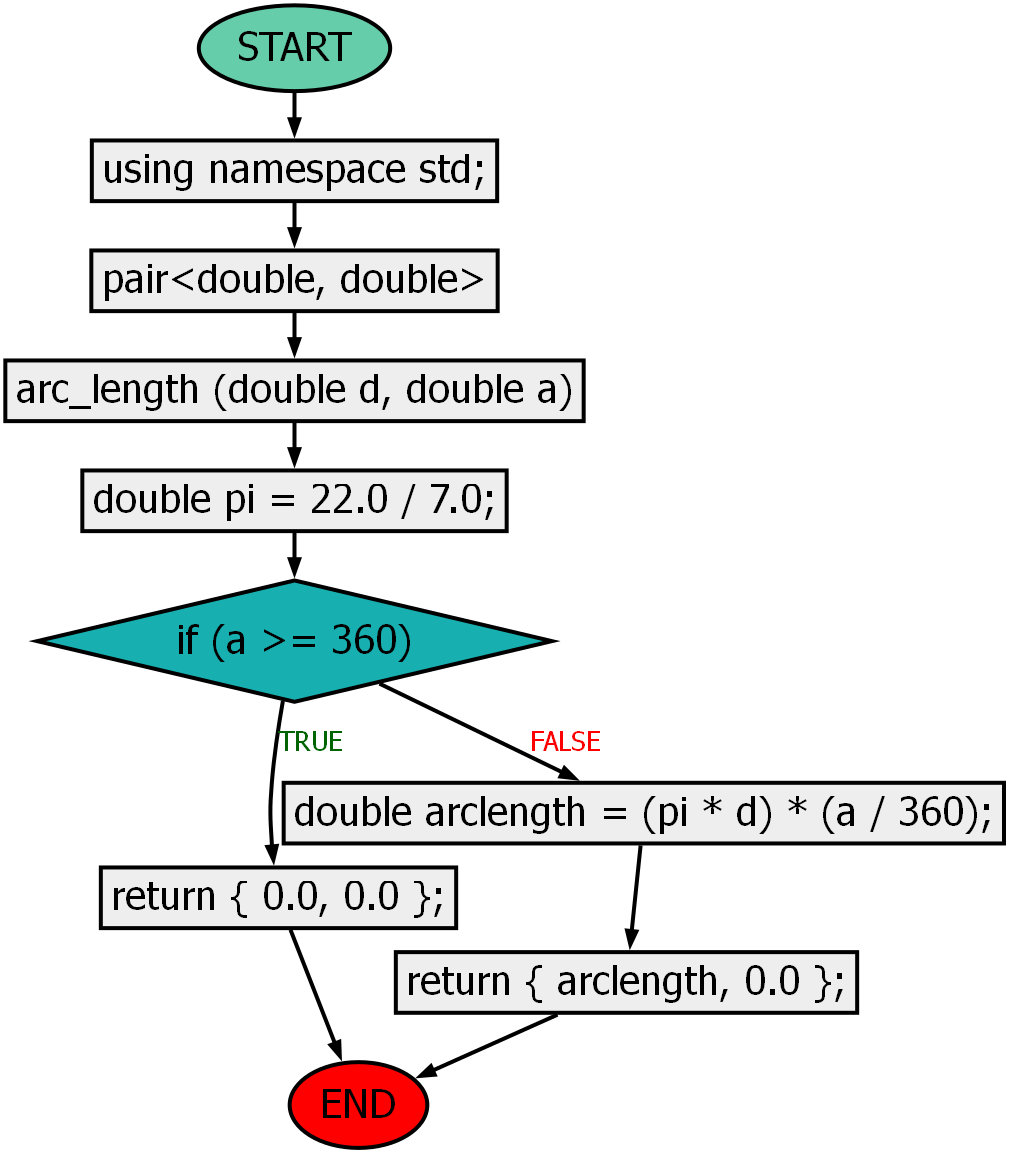 START
using namespace std;
pair<double, double>
arc_length (double d, double a)
double pi = 22.0 / 7.0;
if (a >= 360)
TRUE
FALSE
double arclength = (pi * d) * (a / 360);
return { 0.0, 0.0 };
return { arclength, 0.0 };
END